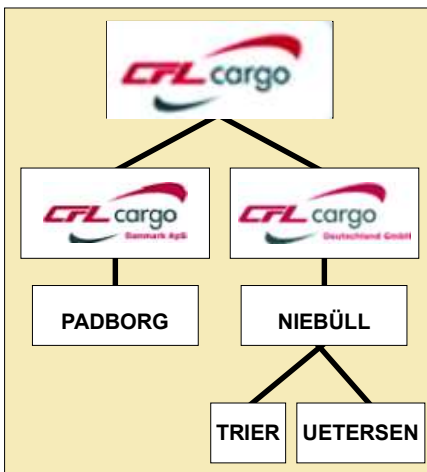 CFL cargo
CFL cargo
Danmark ApS
CFL cargo
Deutschland GmbH
PADBORG
NIEBÜLL
TRIER
UETERSEN